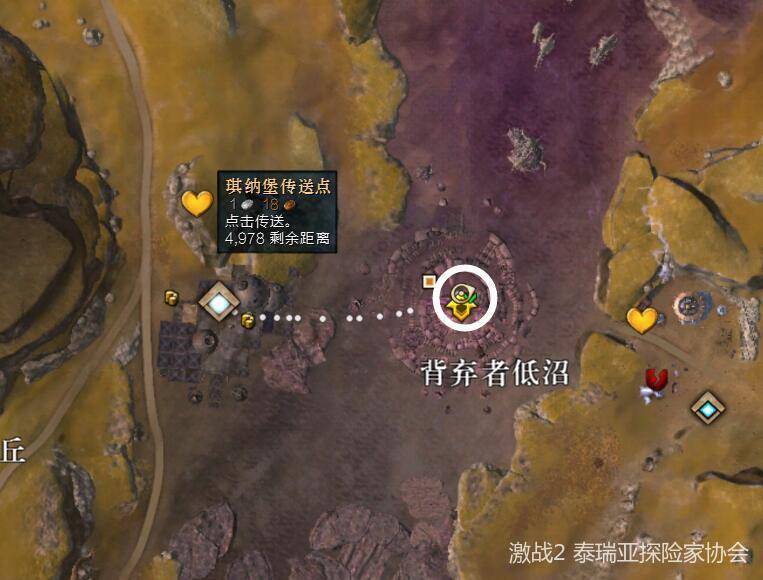 琪纳堡传送点
1 18
点击传送。
4,978 剩余距离
背弃者低沼
丘
激战2 泰瑞亚探险家协会